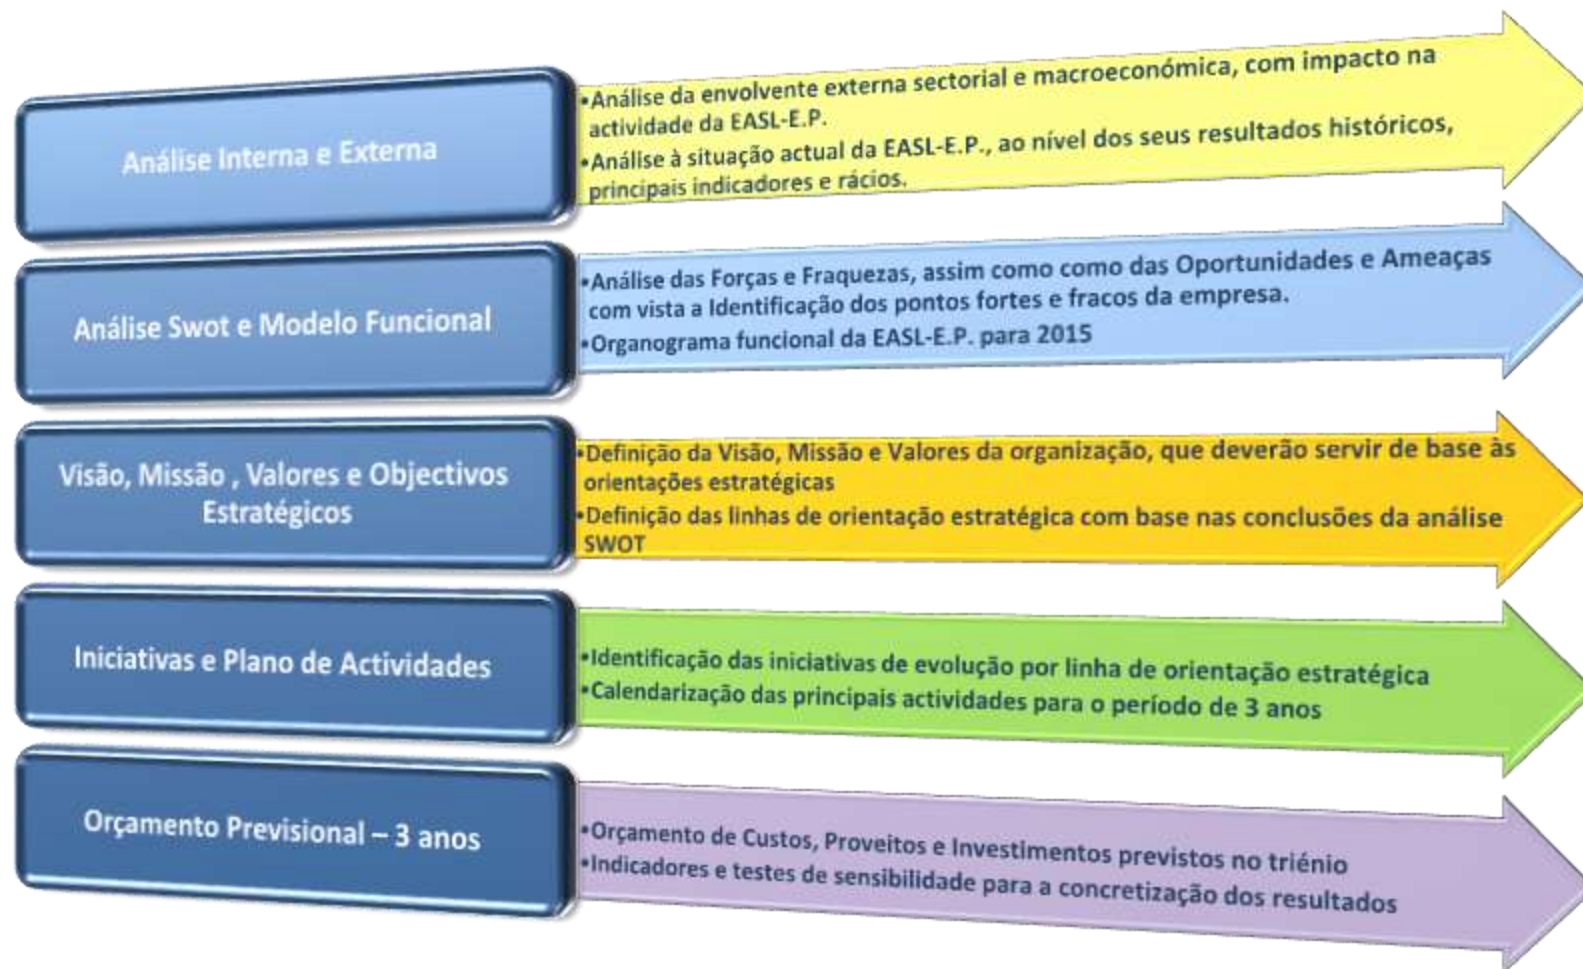 Análise Interna e Externa
•Análise da envolvente externa sectorial e macroeconómica, com impacto na
actividade da EASL-E.P.
•Análise à situação actual da EASL-E.P., ao nível dos seus resultados históricos,
principais indicadores e rácios.
Análise Swot e Modelo Funcional
•Análise das Forças e Fraquezas, assim como como das Oportunidades e Ameaças
com vista a Identificação dos pontos fortes e fracos da empresa.
•Organograma funcional da EASL-E.P. para 2015
Visão, Missão , Valores e Objectivos
Estratégicos
•Definição da Visão, Missão e Valores da organização, que deverão servir de base às
orientações estratégicas
•Definição das linhas de orientação estratégica com base nas conclusões da análise
SWOT
Iniciativas e Plano de Actividades
•Identificação das iniciativas de evolução por linha de orientação estratégica
•Calendarização das principais actividades para o período de 3 anos
Orçamento Previsional – 3 anos
•Orçamento de Custos, Proveitos e Investimentos previstos no triénio
•Indicadores e testes de sensibilidade para a concretização dos resultados